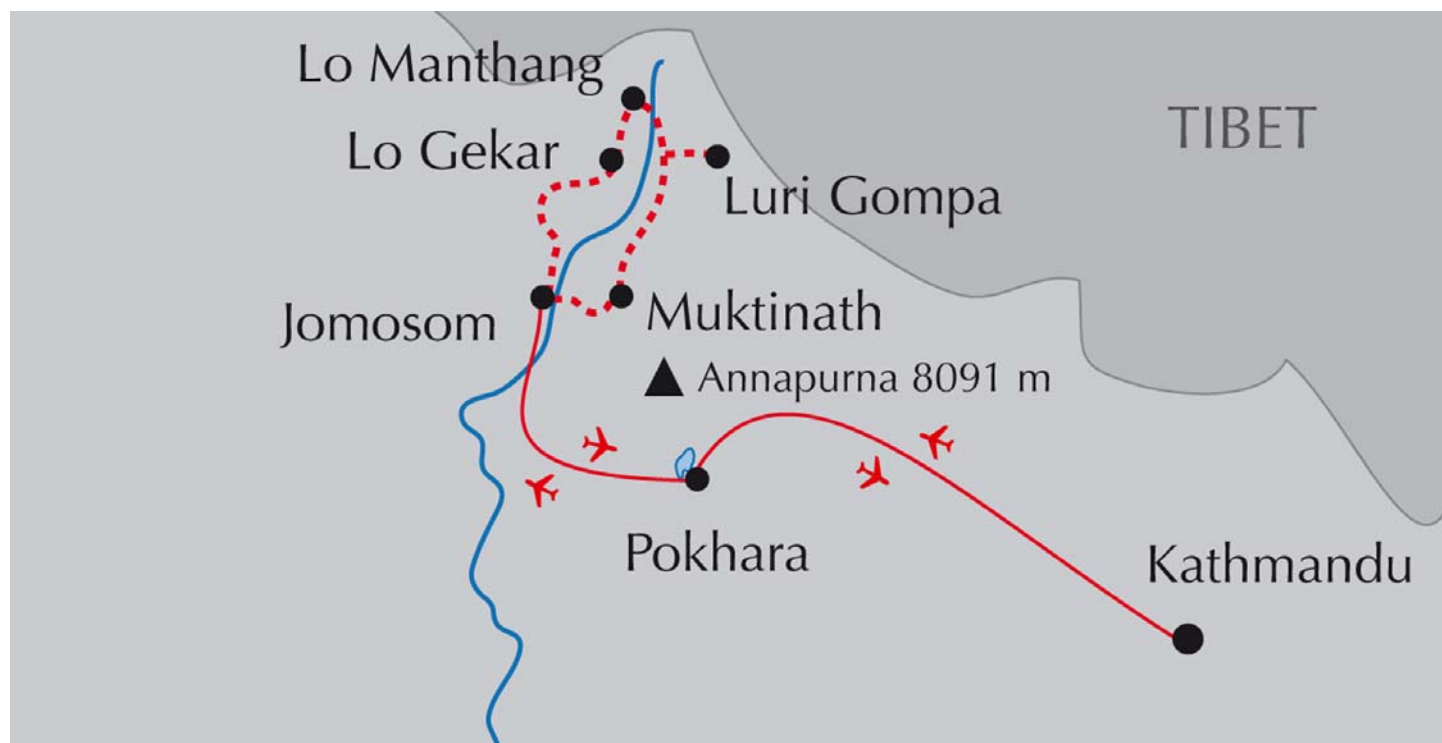 Lo Manthang
TIBET
Lo Gekar
Luri Gompa
Jomosom
Muktinath
Annapurna 8091 m
Pokhara
Kathmandu